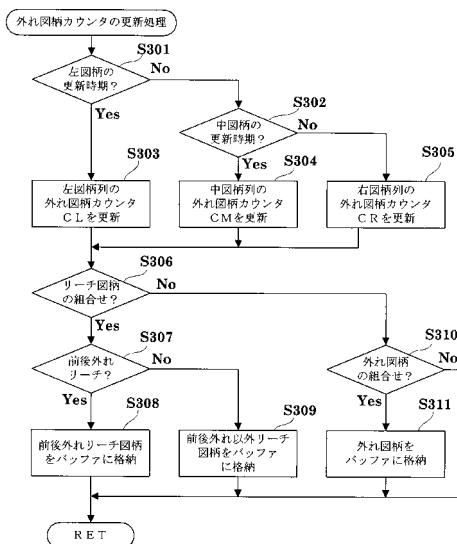 外れ図柄カウンタの更新処理
S301
左図柄の
更新時期？
No
Yes
S302
中図柄の
更新時期？
No
Yes
S303
左図柄列の
外れ図柄カウンタ
ＣＬを更新
S304
中図柄列の
外れ図柄カウンタ
ＣＭを更新
S305
右図柄列の
外れ図柄カウンタ
ＣＲを更新
S306
リーチ図柄
の組合せ？
No
Yes
S307
前後外れ
リーチ？
No
Yes
S310
外れ図柄
の組合せ？
No
Yes
S308
前後外れリーチ図柄
をバッファに格納
S309
前後外れ以外リーチ
図柄をバッファ
に格納
S311
外れ図柄を
バッファに格納
ＲＥＴ